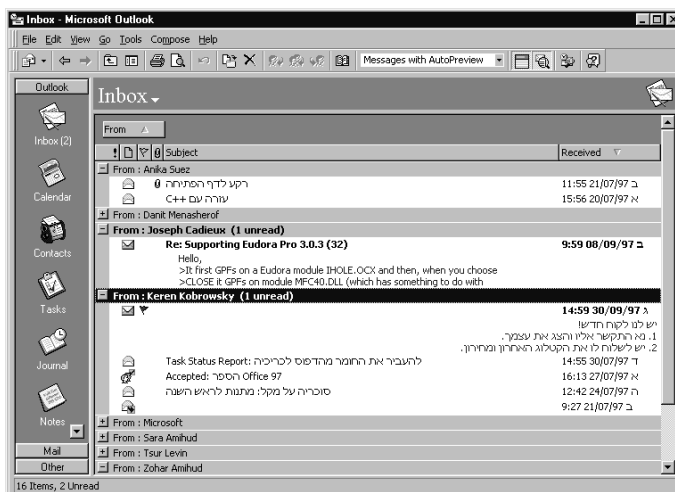 Inbox - Microsoft Outlook
File Edit View Go Tools Compose Help
Messages with AutoPreview
Outlook
Inbox
From
! Subject Received
Inbox (2)
From : Anika Suez
רקע לדף הפתיחה 11:55 21/07/97 ב
עזרה עם C++ 15:56 20/07/97 א
Calendar
From : Danit Menasherof
From : Joseph Cadieux (1 unread)
Re: Supporting Eudora Pro 3.0.3 (32) 9:59 08/09/97 ב
Contacts
Hello,
>It first GPFs on a Eudora module IHOLE.OCX and then, when you choose
>CLOSE it GPFs on module MFC40.DLL (which has something to do with
From : Keren Kobrowsky (1 unread)
14:59 30/09/97 ג
Tasks
יש לנו לקוח חדש!
1. נא התקשר אליו והצג את עצמך.
2. יש לשלוח לו את הקטלוג האחרון ומחירון.
Task Status Report: להעביר את החומר מהדפוס לכריכיה 14:55 30/07/97 ד
Journal
Accepted: הספר Office 97 16:13 27/07/97 א
סוכריה על מקל: מתנות לראש השנה 12:42 24/07/97 ה
9:27 21/07/97 ב
Notes
From : Microsoft
From : Sara Amihud
Mail
From : Tsur Levin
Other
From : Zohar Amihud
16 Items, 2 Unread